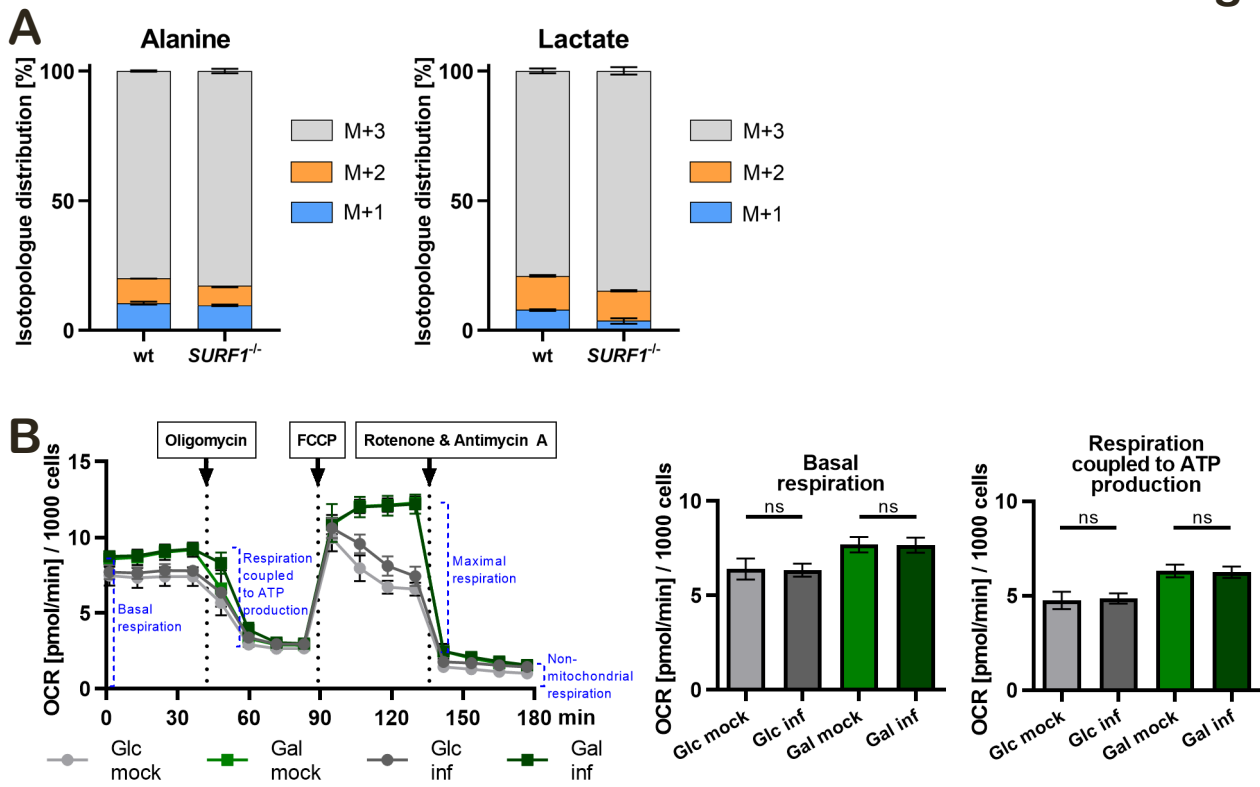 A
Alanine
Isotopologue distribution [%]
100
50
0
wt
SURF1-/-
M+3
M+2
M+1
Lactate
Isotopologue distribution [%]
100
50
0
wt
SURF1-/-
M+3
M+2
M+1
B
Oligomycin
FCCP
Rotenone & Antimycin A
OCR [pmol/min] / 1000 cells
15
10
5
0
Basal
respiration
Respiration
coupled
to ATP
production
Maximal
respiration
Non-
mitochondrial
respiration
0
30
60
90
120
150
180 min
Glc
mock
Gal
mock
Glc
inf
Gal
inf
Basal
respiration
OCR [pmol/min] / 1000 cells
10
5
0
ns
ns
Glc mock
Glc inf
Gal mock
Gal inf
Respiration
coupled to ATP
production
OCR [pmol/min] / 1000 cells
10
5
0
ns
ns
Glc mock
Glc inf
Gal mock
Gal inf